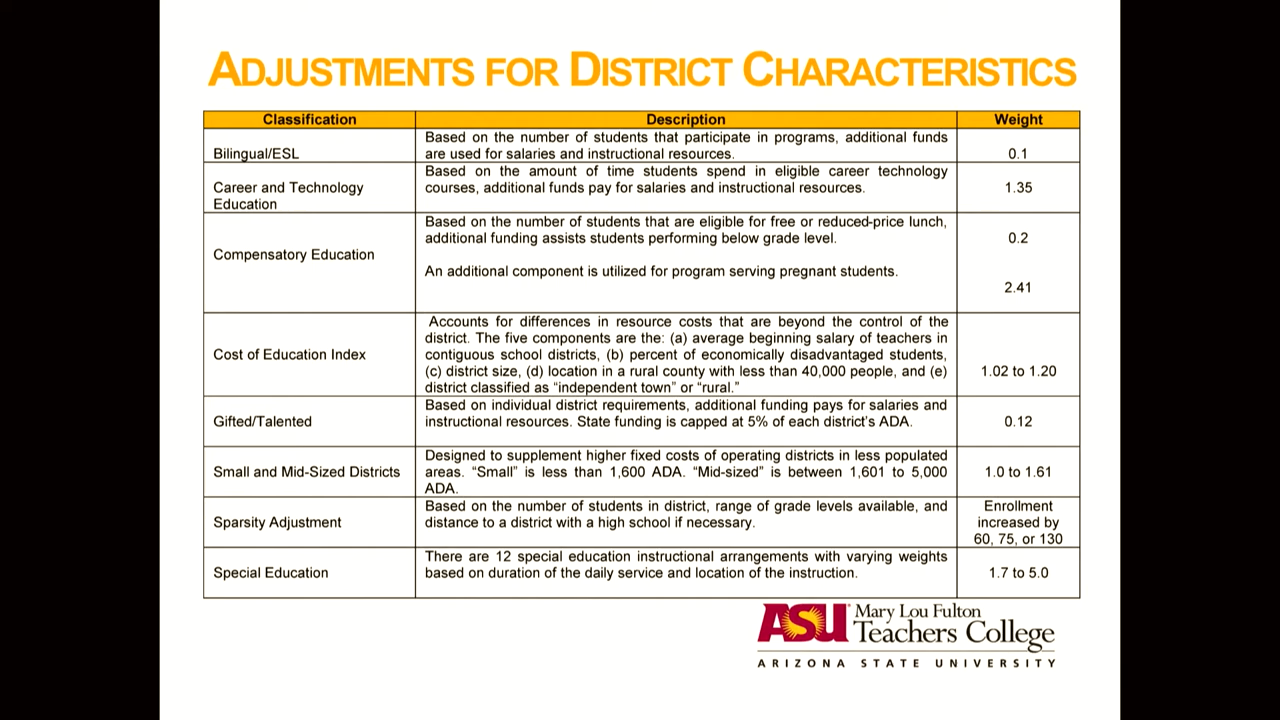 ADJUSTMENTS FOR DISTRICT CHARACTERISTICS
Classification Description Weight
Bilingual/ESL
Based on the number of students that participate in programs, additional funds
are used for salaries and instructional resources.
0.1
Career and Technology
Education
Based on the amount of time students spend in eligible career technology
courses, additional funds pay for salaries and instructional resources.
1.35
Compensatory Education
Based on the number of students that are eligible for free or reduced-price lunch,
additional funding assists students performing below grade level.
0.2
An additional component is utilized for program serving pregnant students.
2.41
Cost of Education Index
Accounts for differences in resource costs that are beyond the control of the
district. The five components are the: (a) average beginning salary of teachers in
contiguous school districts, (b) percent of economically disadvantaged students,
(c) district size, (d) location in a rural county with less than 40,000 people, and (e)
district classified as “independent town” or “rural.”
1.02 to 1.20
Gifted/Talented
Based on individual district requirements, additional funding pays for salaries and
instructional resources. State funding is capped at 5% of each district’s ADA.
0.12
Small and Mid-Sized Districts
Designed to supplement higher fixed costs of operating districts in less populated
areas. “Small” is less than 1,600 ADA. “Mid-sized” is between 1,601 to 5,000
ADA.
1.0 to 1.61
Sparsity Adjustment
Based on the number of students in district, range of grade levels available, and
distance to a district with a high school if necessary.
Enrollment
increased by
60, 75, or 130
Special Education
There are 12 special education instructional arrangements with varying weights
based on duration of the daily service and location of the instruction.
1.7 to 5.0
ASU Mary Lou Fulton
Teachers College
ARIZONA STATE UNIVERSITY